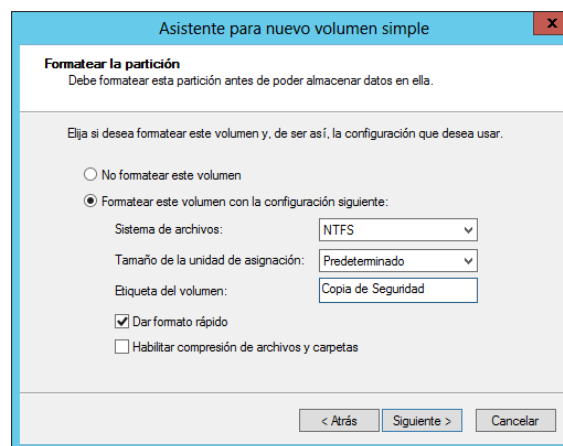 Asistente para nuevo volumen simple
x
Formatear la partición
Debe formatear esta partición antes de poder almacenar datos en ella.
Elija si desea formatear este volumen y, de ser así, la configuración que desea usar.
No formatear este volumen
Formatear este volumen con la configuración siguiente:
Sistema de archivos: NTFS
Tamaño de la unidad de asignación: Predeterminado
Etiqueta del volumen: Copia de Seguridad
Dar formato rápido
Habilitar compresión de archivos y carpetas
< Atrás Siguiente > Cancelar